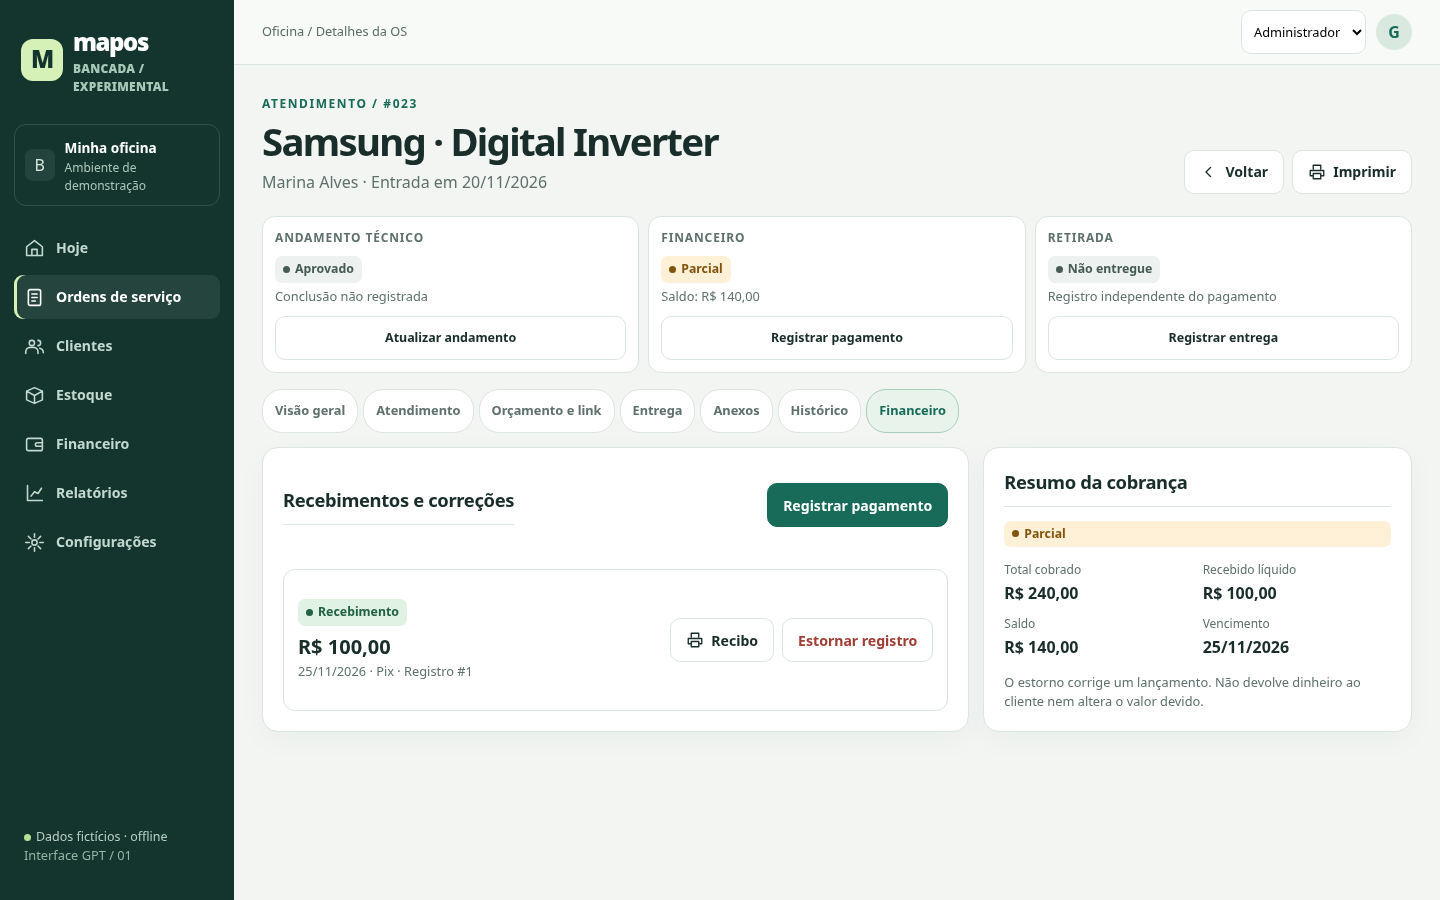 M
mapos
BANCADA /
EXPERIMENTAL
B
Minha oficina
Ambiente de
demonstração
Hoje
Ordens de serviço
Clientes
Estoque
Financeiro
Relatórios
Configurações
Dados fictícios · offline
Interface GPT / 01
Oficina / Detalhes da OS
Administrador
G
ATENDIMENTO / #023
Samsung · Digital Inverter
Marina Alves · Entrada em 20/11/2026
Voltar
Imprimir
ANDAMENTO TÉCNICO
Aprovado
Conclusão não registrada
Atualizar andamento
FINANCEIRO
Parcial
Saldo: R$ 140,00
Registrar pagamento
RETIRADA
Não entregue
Registro independente do pagamento
Registrar entrega
Visão geral
Atendimento
Orçamento e link
Entrega
Anexos
Histórico
Financeiro
Recebimentos e correções
Registrar pagamento
Recebimento
R$ 100,00
25/11/2026 · Pix · Registro #1
Recibo
Estornar registro
Resumo da cobrança
Parcial
Total cobrado
R$ 240,00
Recebido líquido
R$ 100,00
Saldo
R$ 140,00
Vencimento
25/11/2026
O estorno corrige um lançamento. Não devolve dinheiro ao
cliente nem altera o valor devido.